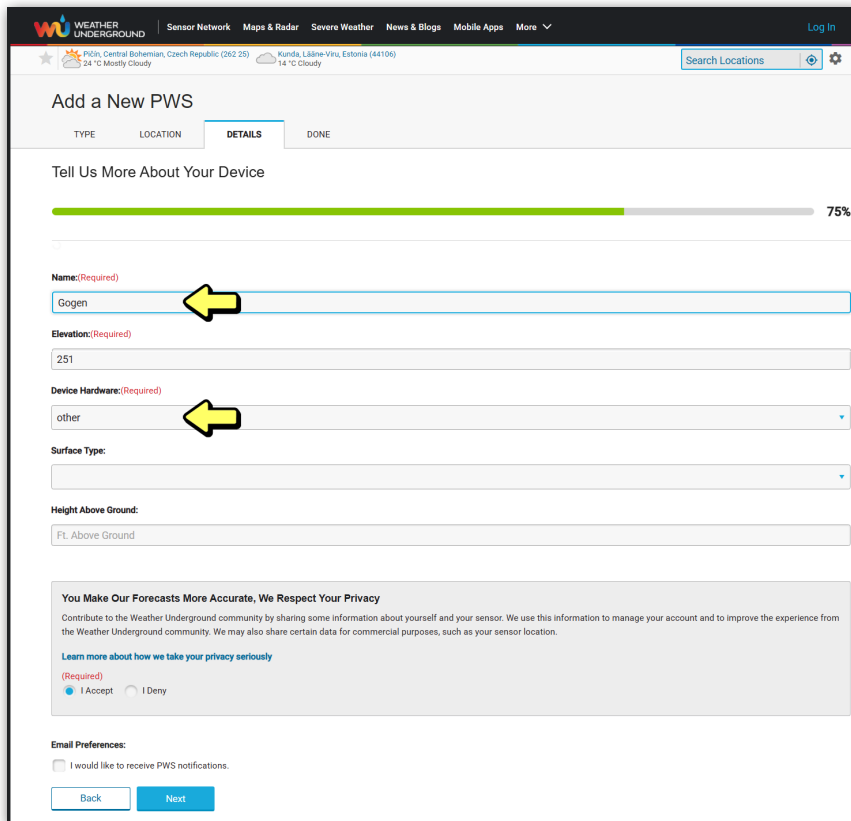 WEATHER
UNDERGROUND
Sensor Network Maps & Radar Severe Weather News & Blogs Mobile Apps More
Log In
Pičín, Central Bohemian, Czech Republic (262 25)
24 °C Mostly Cloudy
Kunda, Lääne-Viru, Estonia (44106)
14 °C Cloudy
Search Locations
Add a New PWS
TYPE LOCATION DETAILS DONE
Tell Us More About Your Device
75%
Name:(Required)
Gogen
Elevation:(Required)
251
Device Hardware:(Required)
other
Surface Type:
Height Above Ground:
Ft. Above Ground
You Make Our Forecasts More Accurate, We Respect Your Privacy
Contribute to the Weather Underground community by sharing some information about yourself and your sensor. We use this information to manage your account and to improve the experience from
the Weather Underground community. We may also share certain data for commercial purposes, such as your sensor location.
Learn more about how we take your privacy seriously
(Required)
I Accept I Deny
Email Preferences:
I would like to receive PWS notifications.
Back Next